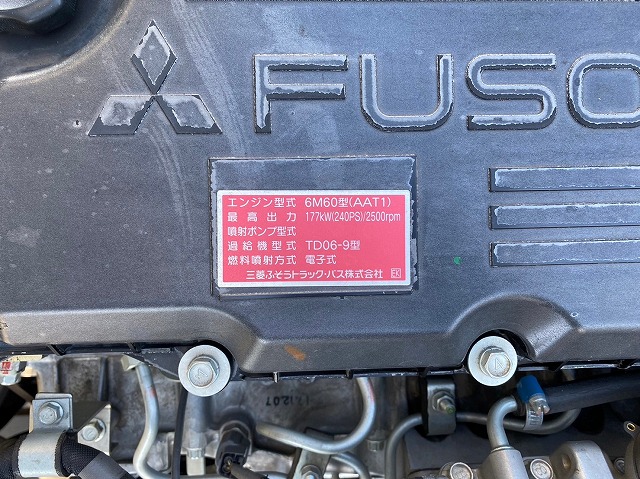 FUSO
エンジン型式 6M60型(AAT1)
最高出力 177kW(240PS)/2500rpm
噴射ポンプ型式
過給機型式 TD06-9型
燃料噴射方式 電子式
三菱ふそうトラック・バス株式会社 EK